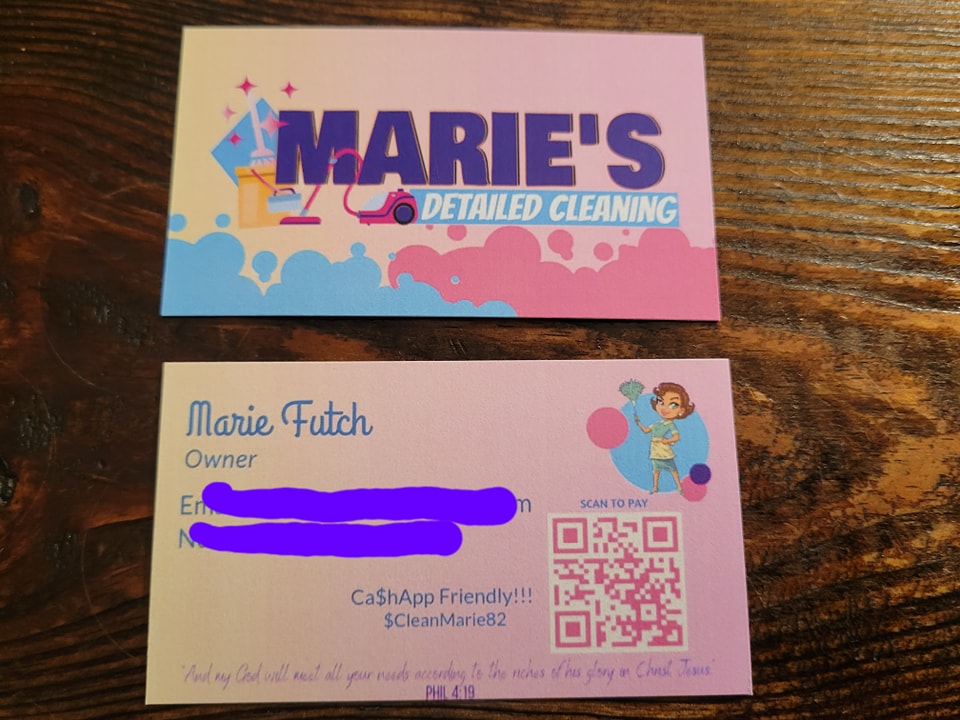 MARIE'S
DETAILED CLEANING
Marie Futch
Owner
SCAN TO PAY
Ca$hApp Friendly!!!
$CleanMarie82
"And my God will meet all your needs according to the riches of his glory in Christ Jesus."
PHIL 4:19